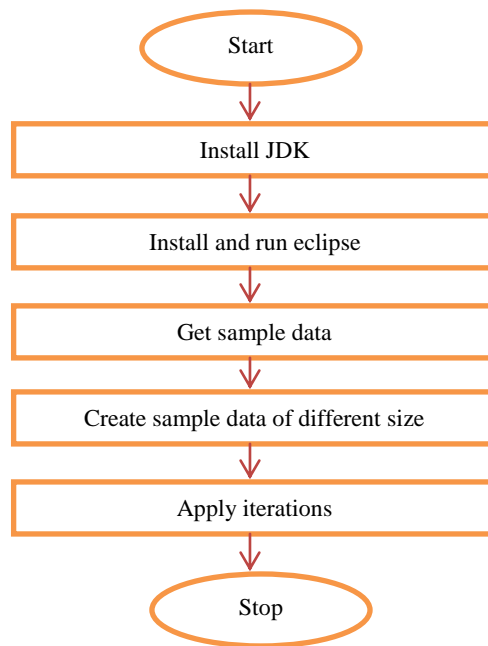 Start
Install JDK
Install and run eclipse
Get sample data
Create sample data of different size
Apply iterations
Stop